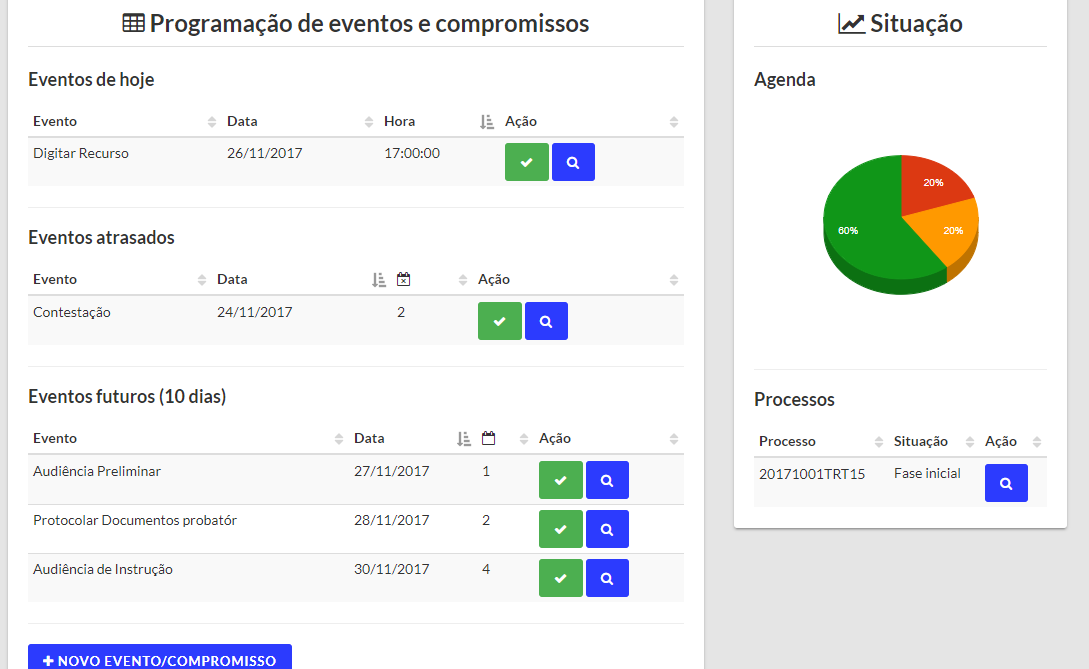 Programação de eventos e compromissos
Eventos de hoje
Evento Data Hora Ação
Digitar Recurso 26/11/2017 17:00:00
Eventos atrasados
Evento Data Ação
Contestação 24/11/2017 2
Eventos futuros (10 dias)
Evento Data Ação
Audiência Preliminar 27/11/2017 1
Protocolar Documentos probatór 28/11/2017 2
Audiência de Instrução 30/11/2017 4
NOVO EVENTO/COMPROMISSO
Situação
Agenda
20%
60% 20%
Processos
Processo Situação Ação
20171001TRT15 Fase inicial